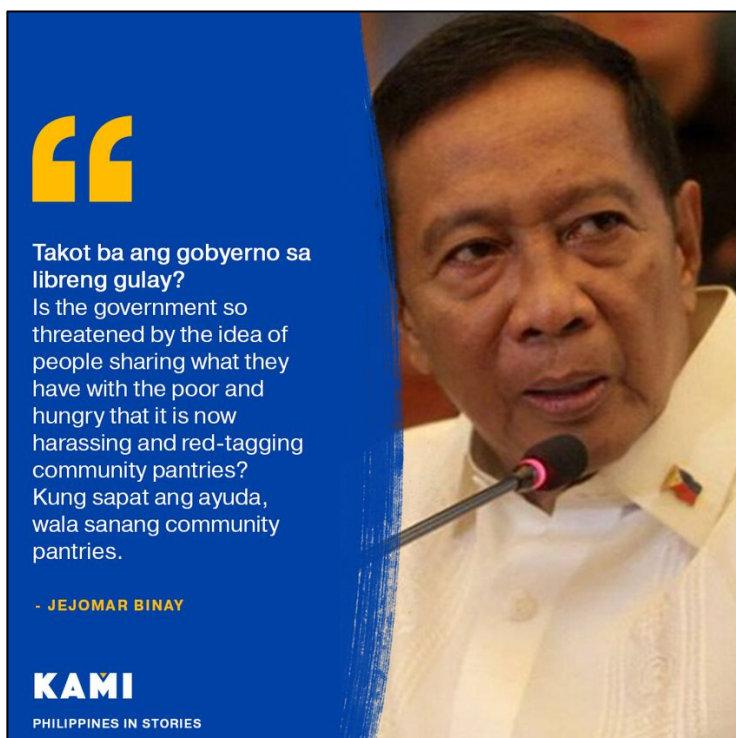 Takot ba ang gobyerno sa
libreng gulay?
Is the government so
threatened by the idea of
people sharing what they
have with the poor and
hungry that it is now
harassing and red-tagging
community pantries?
Kung sapat ang ayuda,
wala sanang community
pantries.
- JEJOMAR BINAY
KAMI
PHILIPPINES IN STORIES